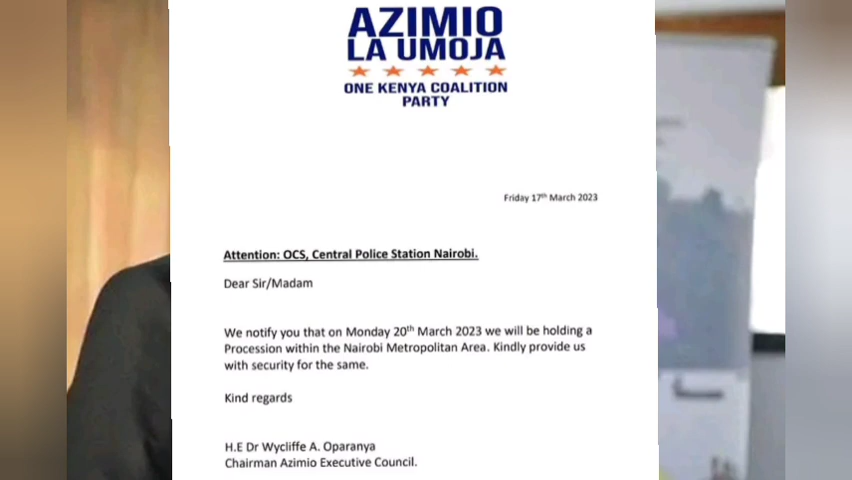 AZIMIO
LA UMOJA
ONE KENYA COALITION
PARTY
Friday 17th March 2023
Attention: OCS, Central Police Station Nairobi.
Dear Sir/Madam
We notify you that on Monday 20th March 2023 we will be holding a
Procession within the Nairobi Metropolitan Area. Kindly provide us
with security for the same.
Kind regards
H.E Dr Wycliffe A. Oparanya
Chairman Azimio Executive Council.